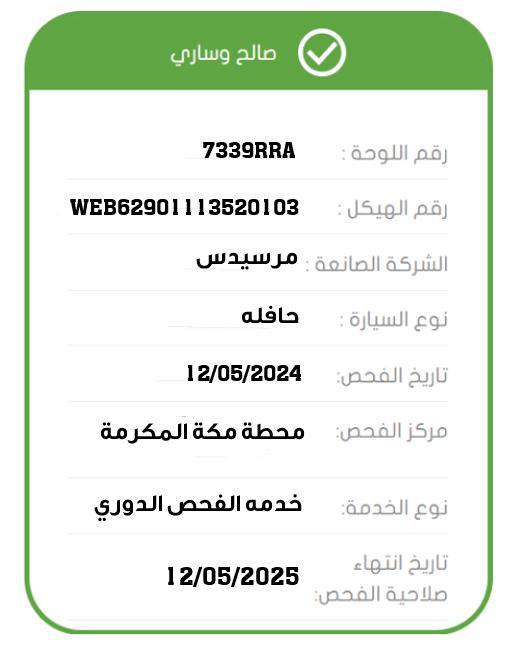 صالح وساري
رقم اللوحة : 7339RRA
رقم الهيكل : WEB62901113520103
الشركة الصانعة : مرسيدس
نوع السيارة : حافله
تاريخ الفحص: 12/05/2024
مركز الفحص: محطة مكة المكرمة
نوع الخدمة: خدمه الفحص الدوري
تاريخ انتهاء
صلاحية الفحص: 12/05/2025